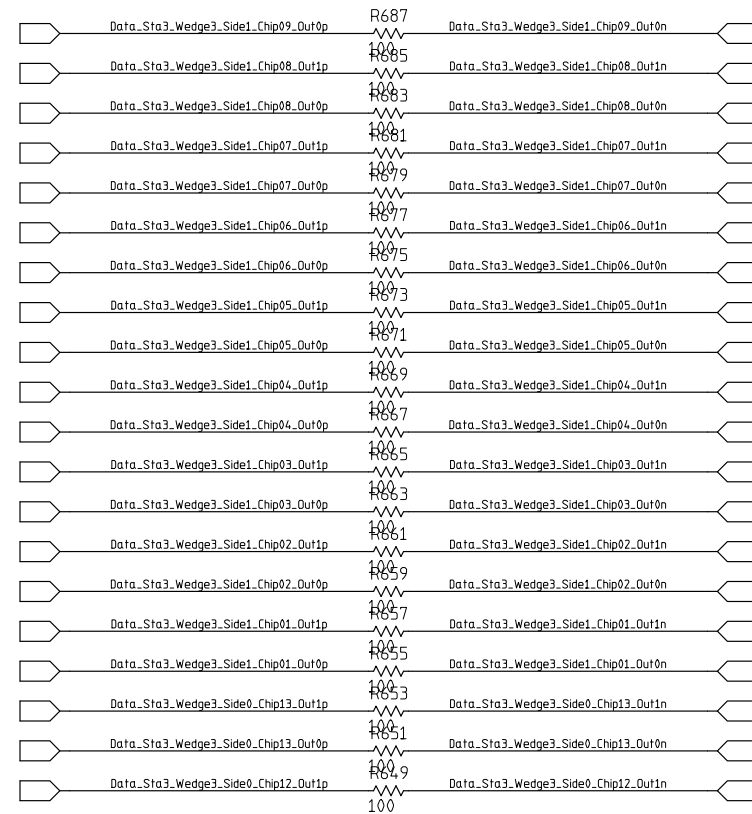 R687
Data_Sta3_Wedge3_Side1_Chip09_Out0p Data_Sta3_Wedge3_Side1_Chip09_Out0n
100
R685
Data_Sta3_Wedge3_Side1_Chip08_Out1p Data_Sta3_Wedge3_Side1_Chip08_Out1n
100
R683
Data_Sta3_Wedge3_Side1_Chip08_Out0p Data_Sta3_Wedge3_Side1_Chip08_Out0n
100
R681
Data_Sta3_Wedge3_Side1_Chip07_Out1p Data_Sta3_Wedge3_Side1_Chip07_Out1n
100
R679
Data_Sta3_Wedge3_Side1_Chip07_Out0p Data_Sta3_Wedge3_Side1_Chip07_Out0n
100
R677
Data_Sta3_Wedge3_Side1_Chip06_Out1p Data_Sta3_Wedge3_Side1_Chip06_Out1n
100
R675
Data_Sta3_Wedge3_Side1_Chip06_Out0p Data_Sta3_Wedge3_Side1_Chip06_Out0n
100
R673
Data_Sta3_Wedge3_Side1_Chip05_Out1p Data_Sta3_Wedge3_Side1_Chip05_Out1n
100
R671
Data_Sta3_Wedge3_Side1_Chip05_Out0p Data_Sta3_Wedge3_Side1_Chip05_Out0n
100
R669
Data_Sta3_Wedge3_Side1_Chip04_Out1p Data_Sta3_Wedge3_Side1_Chip04_Out1n
100
R667
Data_Sta3_Wedge3_Side1_Chip04_Out0p Data_Sta3_Wedge3_Side1_Chip04_Out0n
100
R665
Data_Sta3_Wedge3_Side1_Chip03_Out1p Data_Sta3_Wedge3_Side1_Chip03_Out1n
100
R663
Data_Sta3_Wedge3_Side1_Chip03_Out0p Data_Sta3_Wedge3_Side1_Chip03_Out0n
100
R661
Data_Sta3_Wedge3_Side1_Chip02_Out1p Data_Sta3_Wedge3_Side1_Chip02_Out1n
100
R659
Data_Sta3_Wedge3_Side1_Chip02_Out0p Data_Sta3_Wedge3_Side1_Chip02_Out0n
100
R657
Data_Sta3_Wedge3_Side1_Chip01_Out1p Data_Sta3_Wedge3_Side1_Chip01_Out1n
100
R655
Data_Sta3_Wedge3_Side1_Chip01_Out0p Data_Sta3_Wedge3_Side1_Chip01_Out0n
100
R653
Data_Sta3_Wedge3_Side0_Chip13_Out1p Data_Sta3_Wedge3_Side0_Chip13_Out1n
100
R651
Data_Sta3_Wedge3_Side0_Chip13_Out0p Data_Sta3_Wedge3_Side0_Chip13_Out0n
100
R649
Data_Sta3_Wedge3_Side0_Chip12_Out1p Data_Sta3_Wedge3_Side0_Chip12_Out1n
100